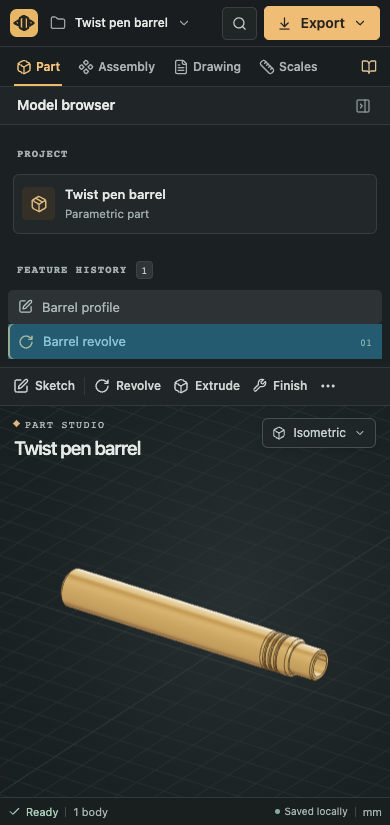 Twist pen barrel
Export
Part
Assembly
Drawing
Scales
Model browser
PROJECT
Twist pen barrel
Parametric part
FEATURE HISTORY 1
Barrel profile
Barrel revolve 01
Sketch
Revolve
Extrude
Finish
PART STUDIO
Twist pen barrel
Isometric
Ready
1 body
Saved locally
mm